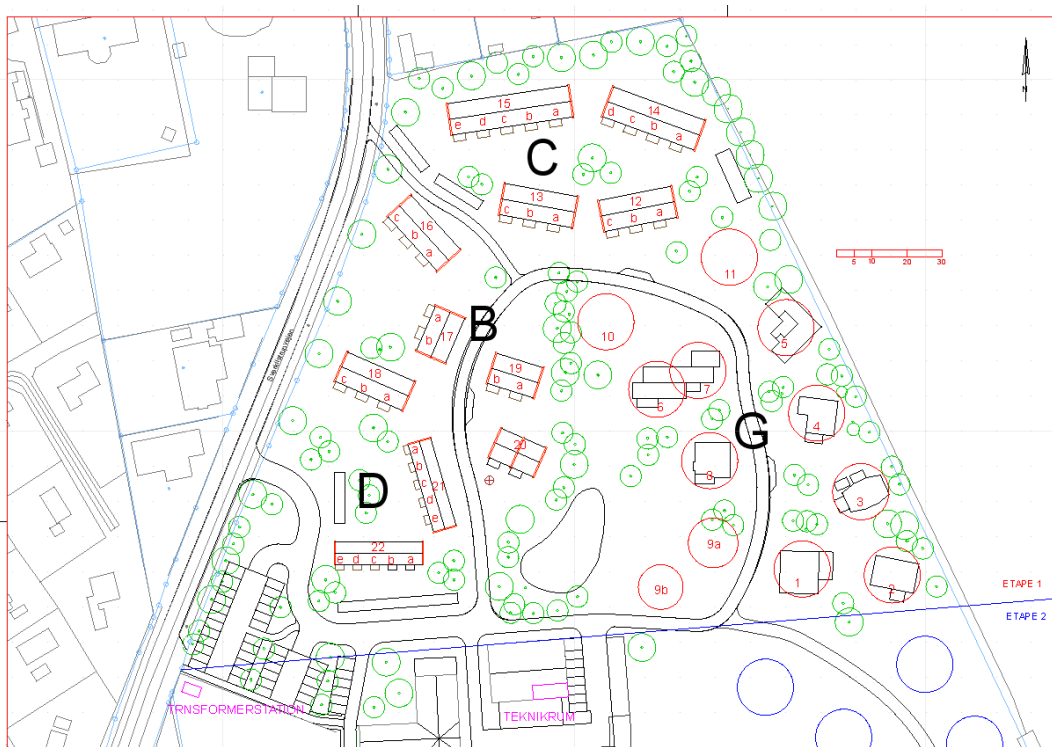 N
15
e d c b a
14
d c b a
C
13
c b a
12
c b a
16
c b a
11
5 10 20 30
B
a
b 17
10
5
18
c b a
19
b a
7
6
4
G
20
8
a
b
c 21
d
e
3
D
9a
22
e d c b a
1
2
9b
ETAPE 1
ETAPE 2
TRNSFORMERSTATION
TEKNIKRUM